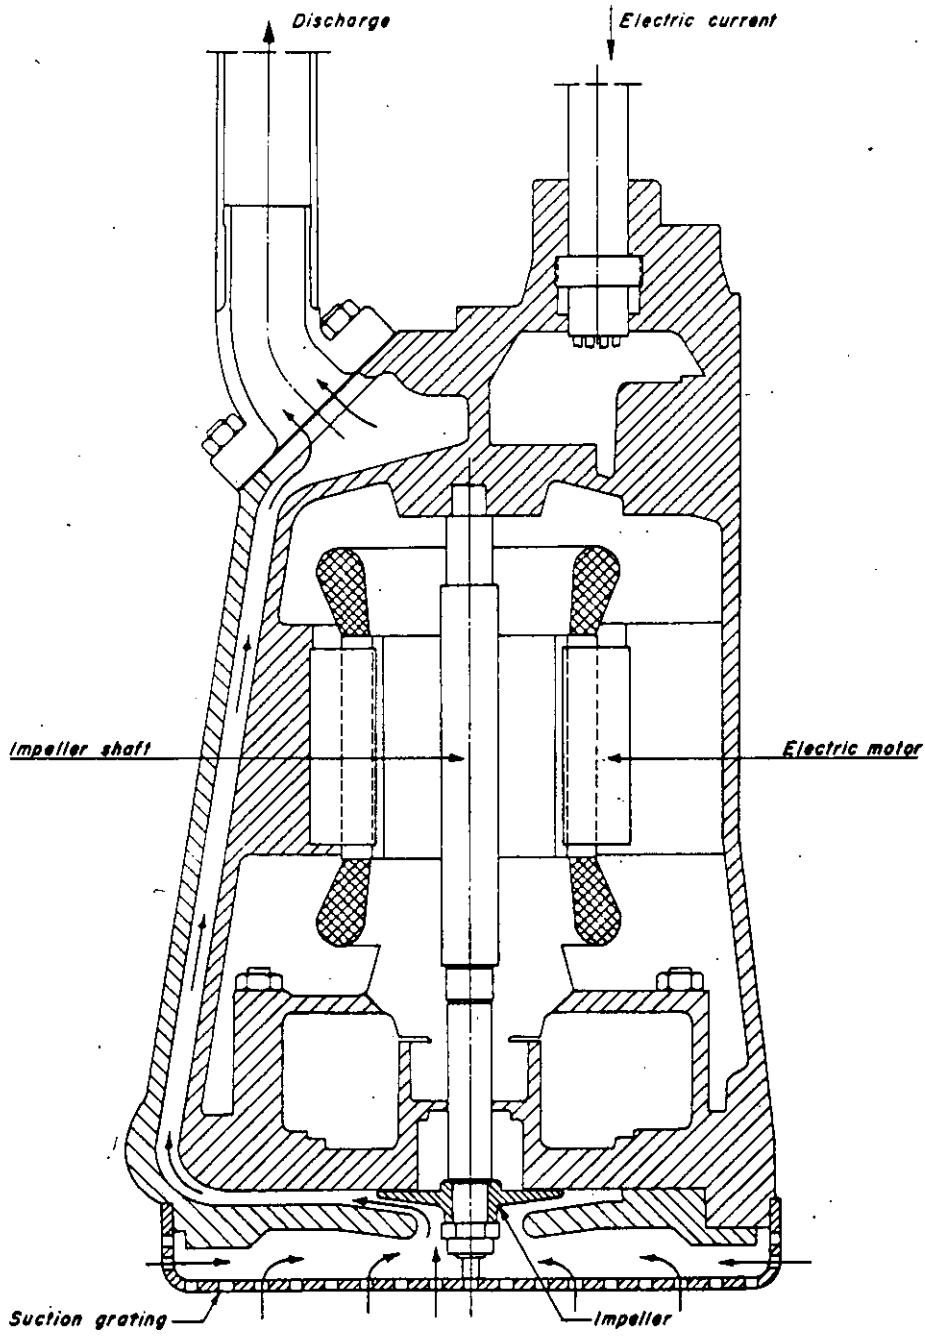 Discharge
Electric current
Impeller shaft
Electric motor
Suction grating
Impeller